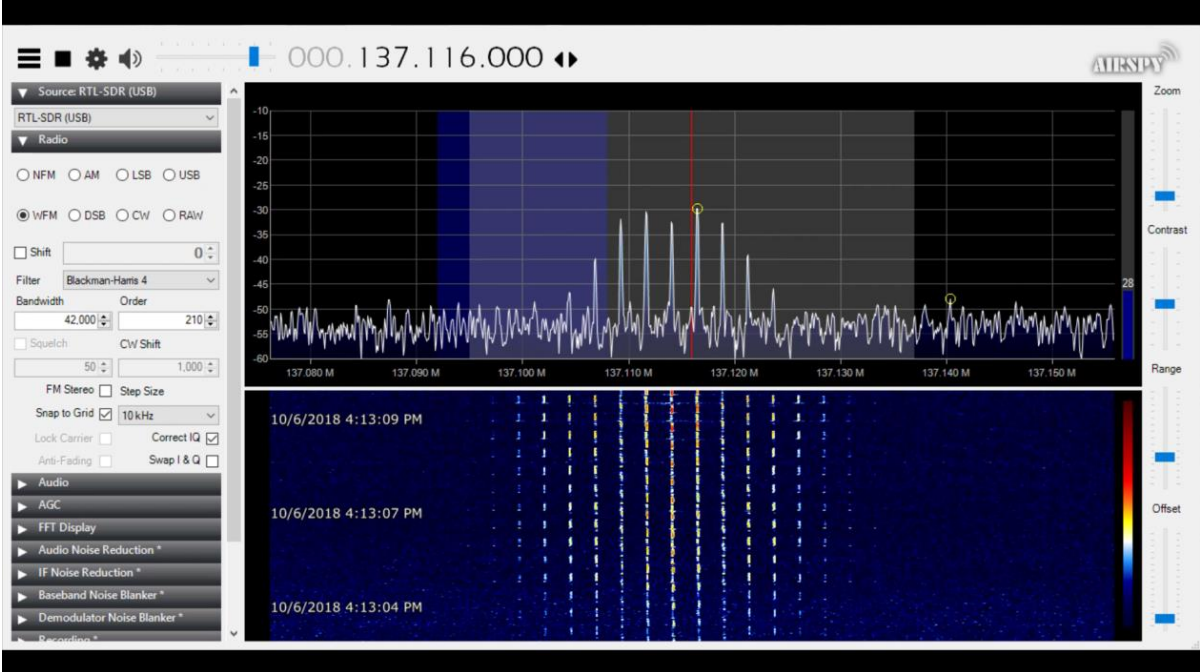 000.137.116.000
AIRSPY
Source: RTL-SDR (USB)
RTL-SDR (USB)
Radio
NFM AM LSB USB
WFM DSB CW RAW
Shift 0
Filter Blackman-Harris 4
Bandwidth Order
42,000 210
Squelch CW Shift
50 1,000
FM Stereo Step Size
Snap to Grid 10 kHz
Lock Carrier Correct IQ
Anti-Fading Swap I & Q
Audio
AGC
FFT Display
Audio Noise Reduction *
IF Noise Reduction *
Baseband Noise Blanker *
Demodulator Noise Blanker *
Recording *
-10
-15
-20
-25
-30
-35
-40
-45
-50
-55
-60
28
137.080 M 137.090 M 137.100 M 137.110 M 137.120 M 137.130 M 137.140 M 137.150 M
10/6/2018 4:13:09 PM
10/6/2018 4:13:07 PM
10/6/2018 4:13:04 PM
Zoom
Contrast
Range
Offset